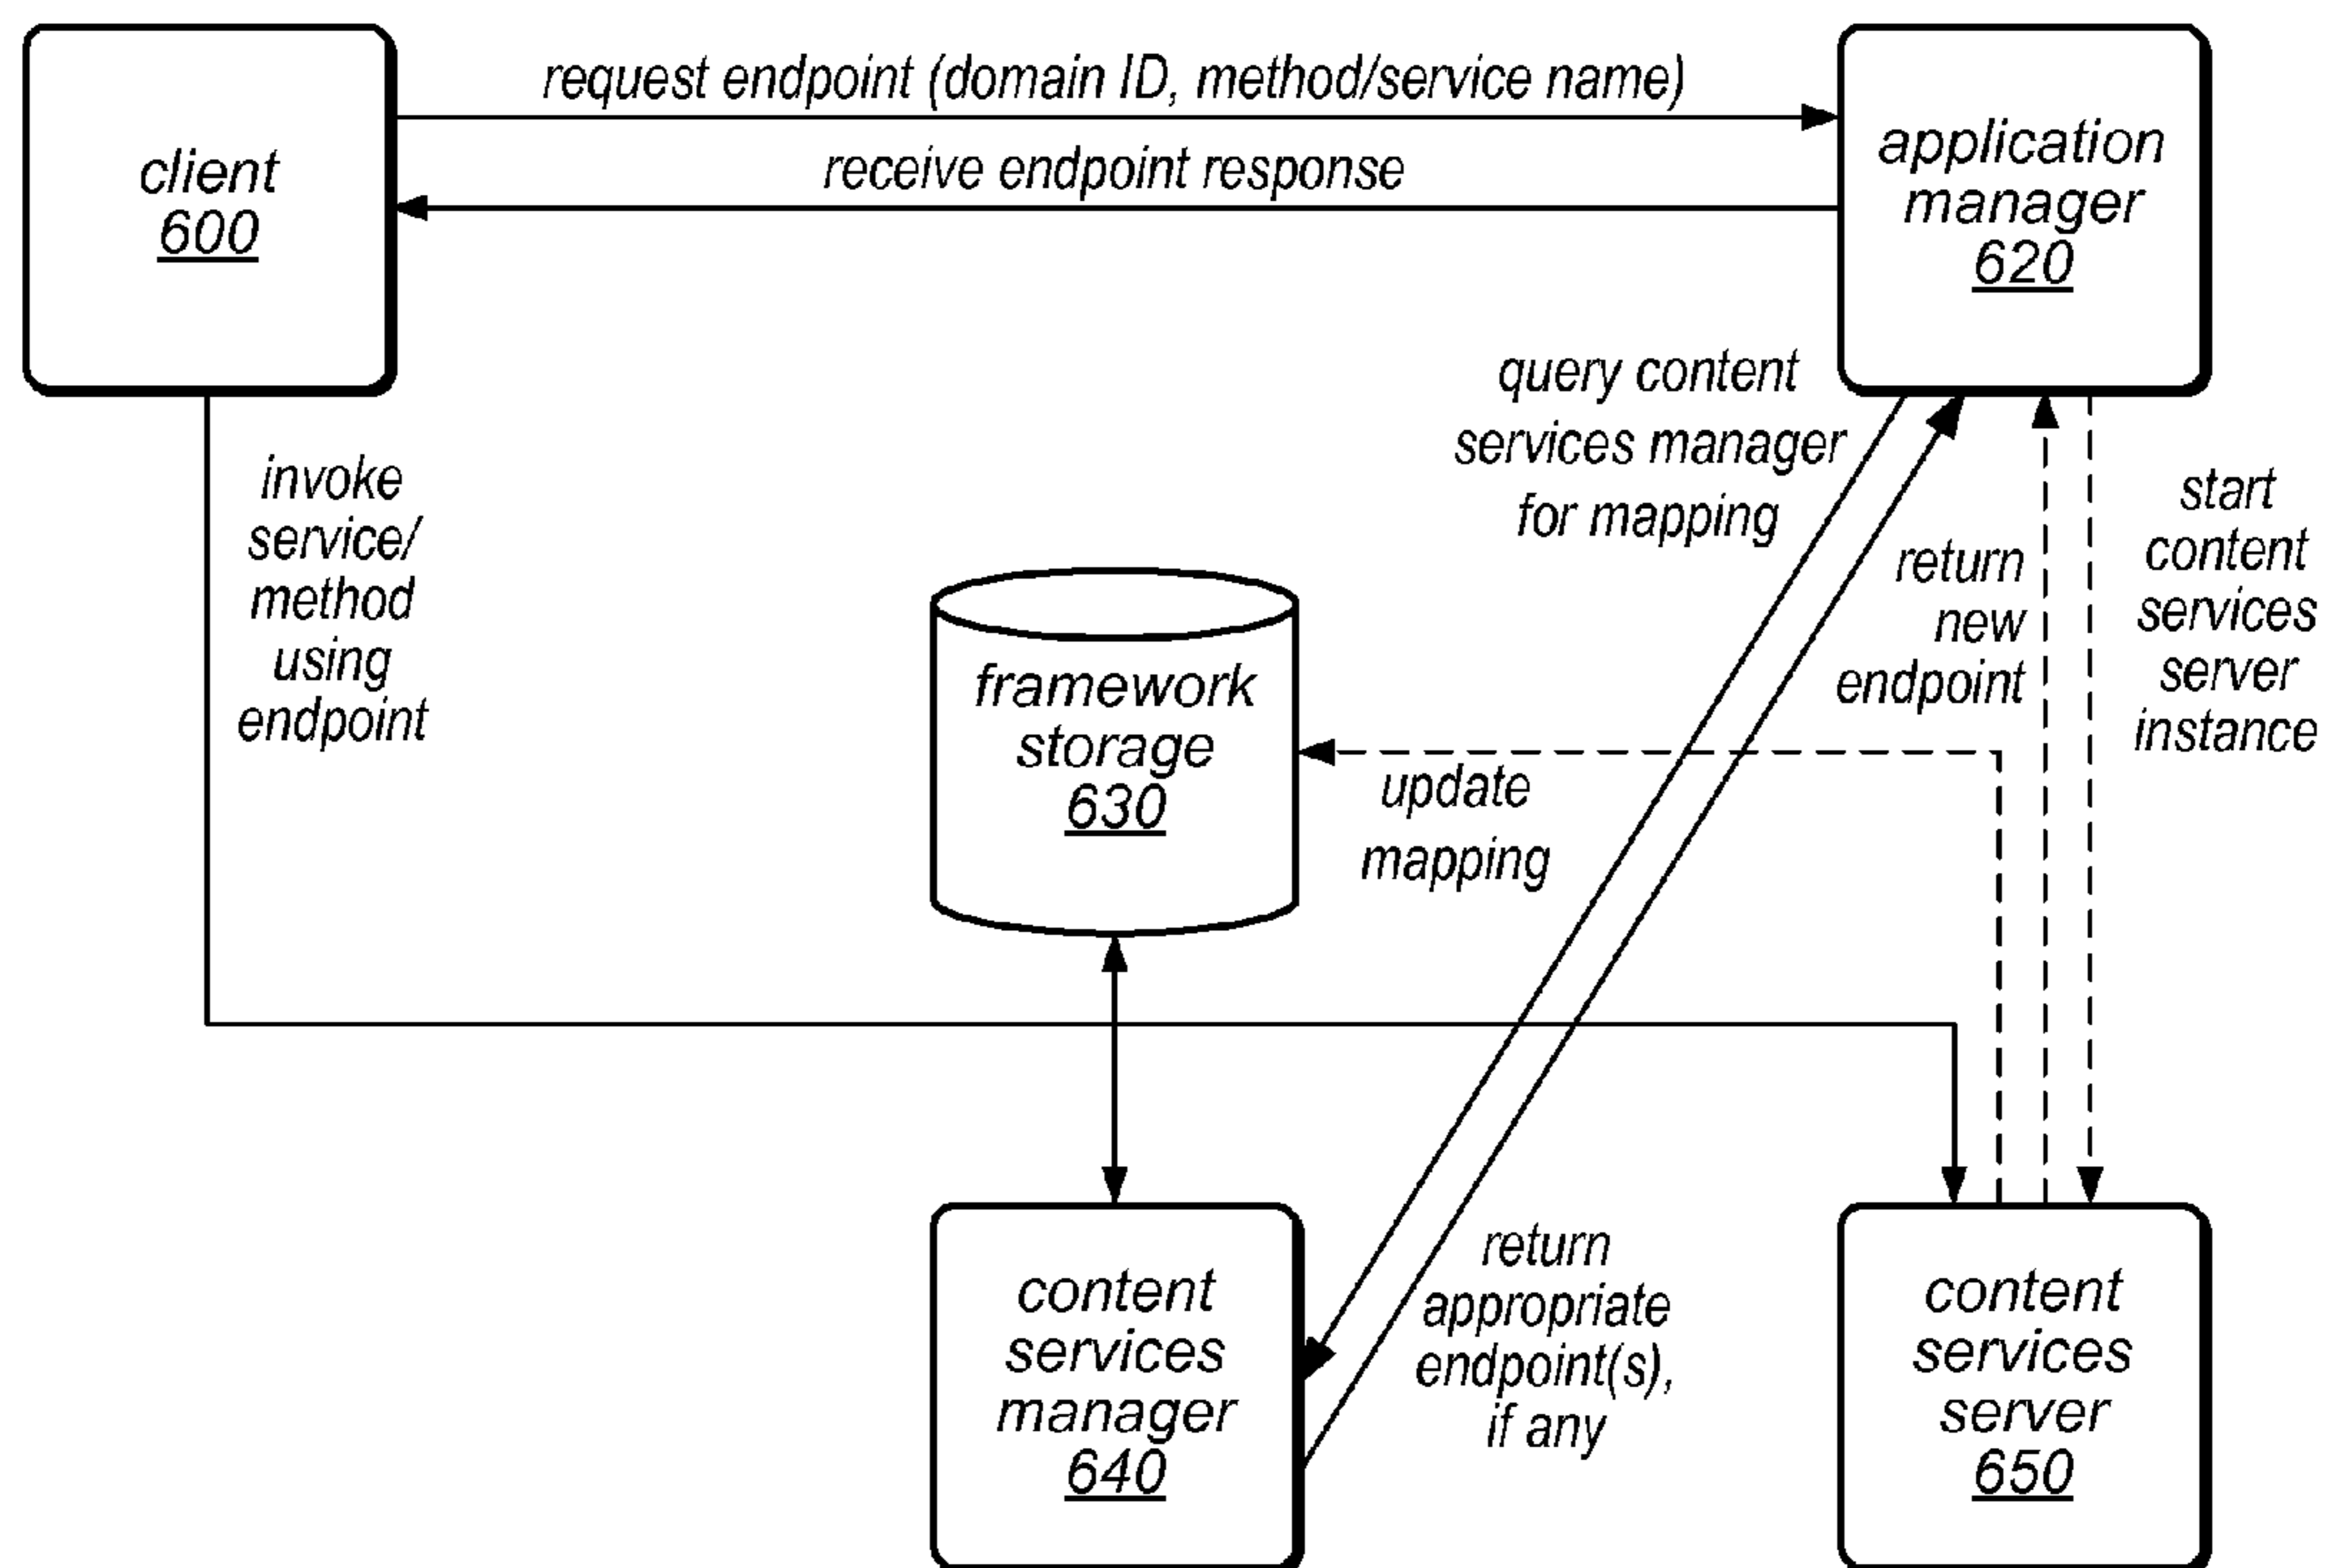 request endpoint (domain ID, method/service name)
receive endpoint response
client
600
application
manager
620
query content
services manager
for mapping
invoke
service/
method
using
endpoint
start
content
services
server
instance
return
new
endpoint
framework
storage
630
update
mapping
content
services
manager
640
return
appropriate
endpoint(s),
if any
content
services
server
650